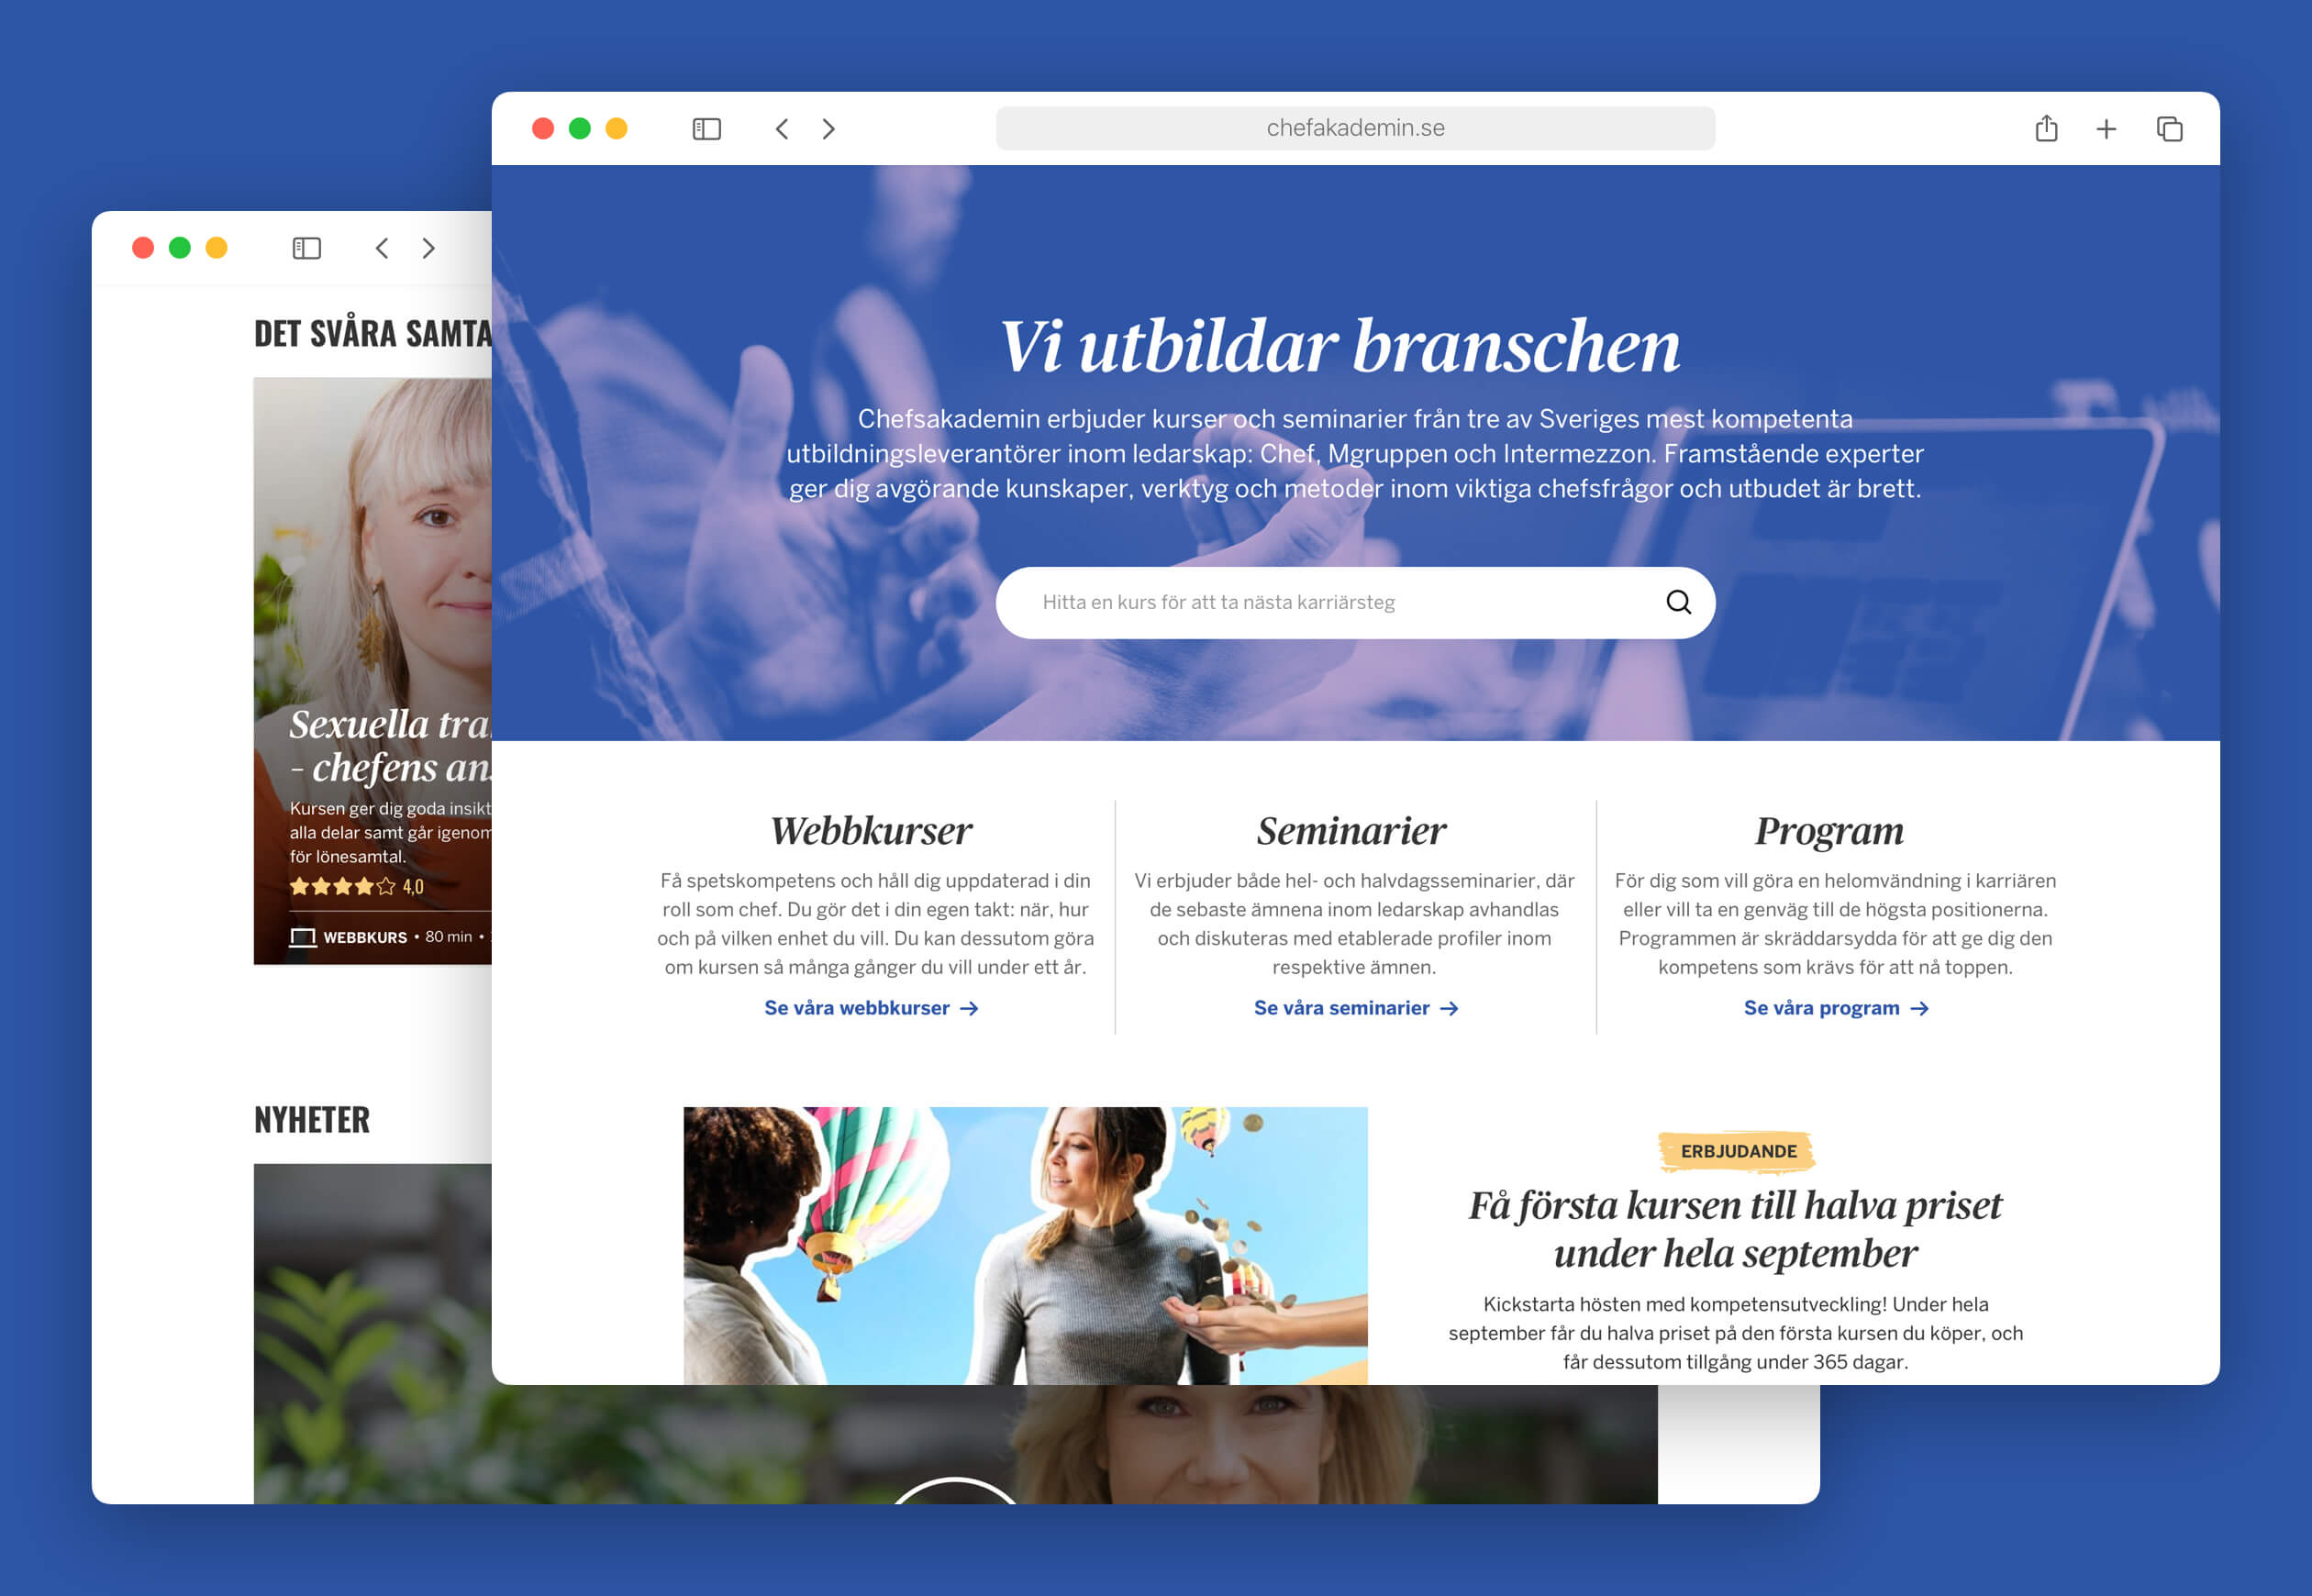 chefakademin.se
Vi utbildar branschen
Chefsakademin erbjuder kurser och seminarier från tre av Sveriges mest kompetenta
utbildningsleverantörer inom ledarskap: Chef, Mgruppen och Intermezzon. Framstående experter
ger dig avgörande kunskaper, verktyg och metoder inom viktiga chefsfrågor och utbudet är brett.
Hitta en kurs för att ta nästa karriärsteg
Webbkurser
Få spetskompetens och håll dig uppdaterad i din
roll som chef. Du gör det i din egen takt: när, hur
och på vilken enhet du vill. Du kan dessutom göra
om kursen så många gånger du vill under ett år.
Se våra webbkurser →
Seminarier
Vi erbjuder både hel- och halvdagsseminarier, där
de sebaste ämnena inom ledarskap avhandlas
och diskuteras med etablerade profiler inom
respektive ämnen.
Se våra seminarier →
Program
För dig som vill göra en helomvändning i karriären
eller vill ta en genväg till de högsta positionerna.
Programmen är skräddarsydda för att ge dig den
kompetens som krävs för att nå toppen.
Se våra program →
ERBJUDANDE
Få första kursen till halva priset
under hela september
Kickstarta hösten med kompetensutveckling! Under hela
september får du halva priset på den första kursen du köper, och
får dessutom tillgång under 365 dagar.
DET SVÅRA SAMTA
Sexuella tra
- chefens an
Kursen ger dig goda insikt
alla delar samt går igenom
för lönesamtal.
4,0
WEBBKURS • 80 min •
NYHETER